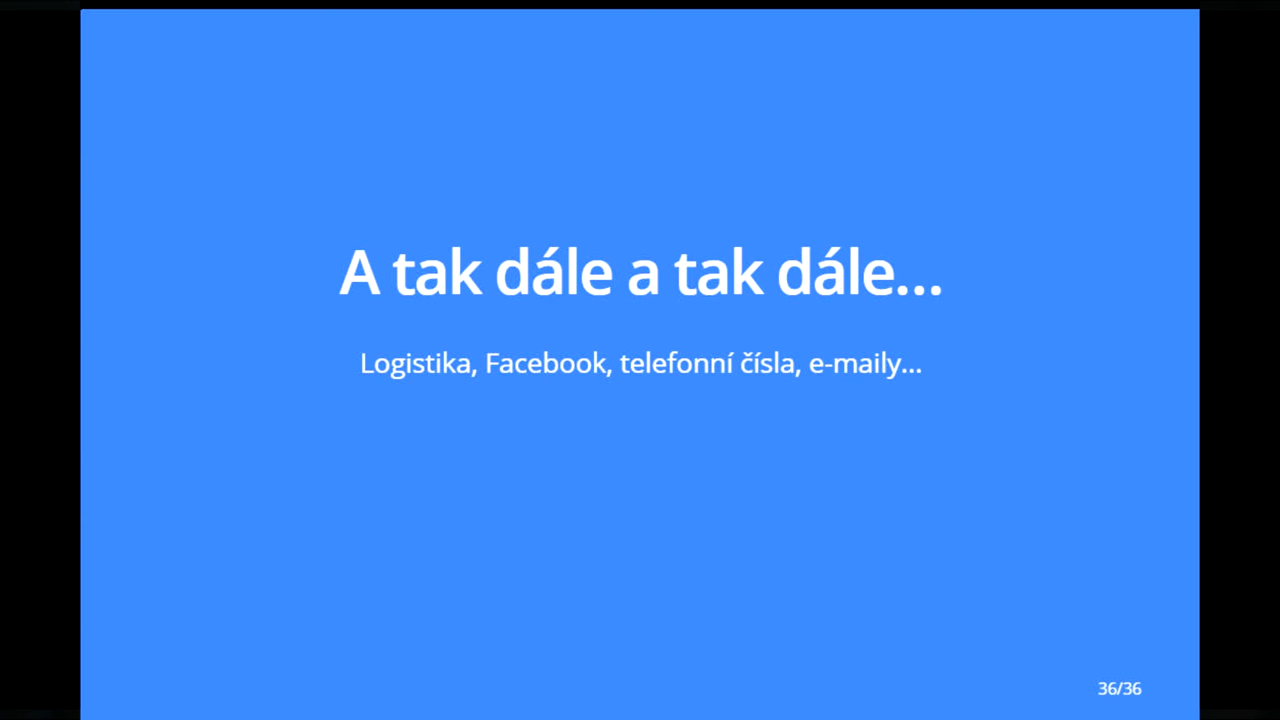 A tak dále a tak dále...
Logistika, Facebook, telefonní čísla, e-maily...
36/36